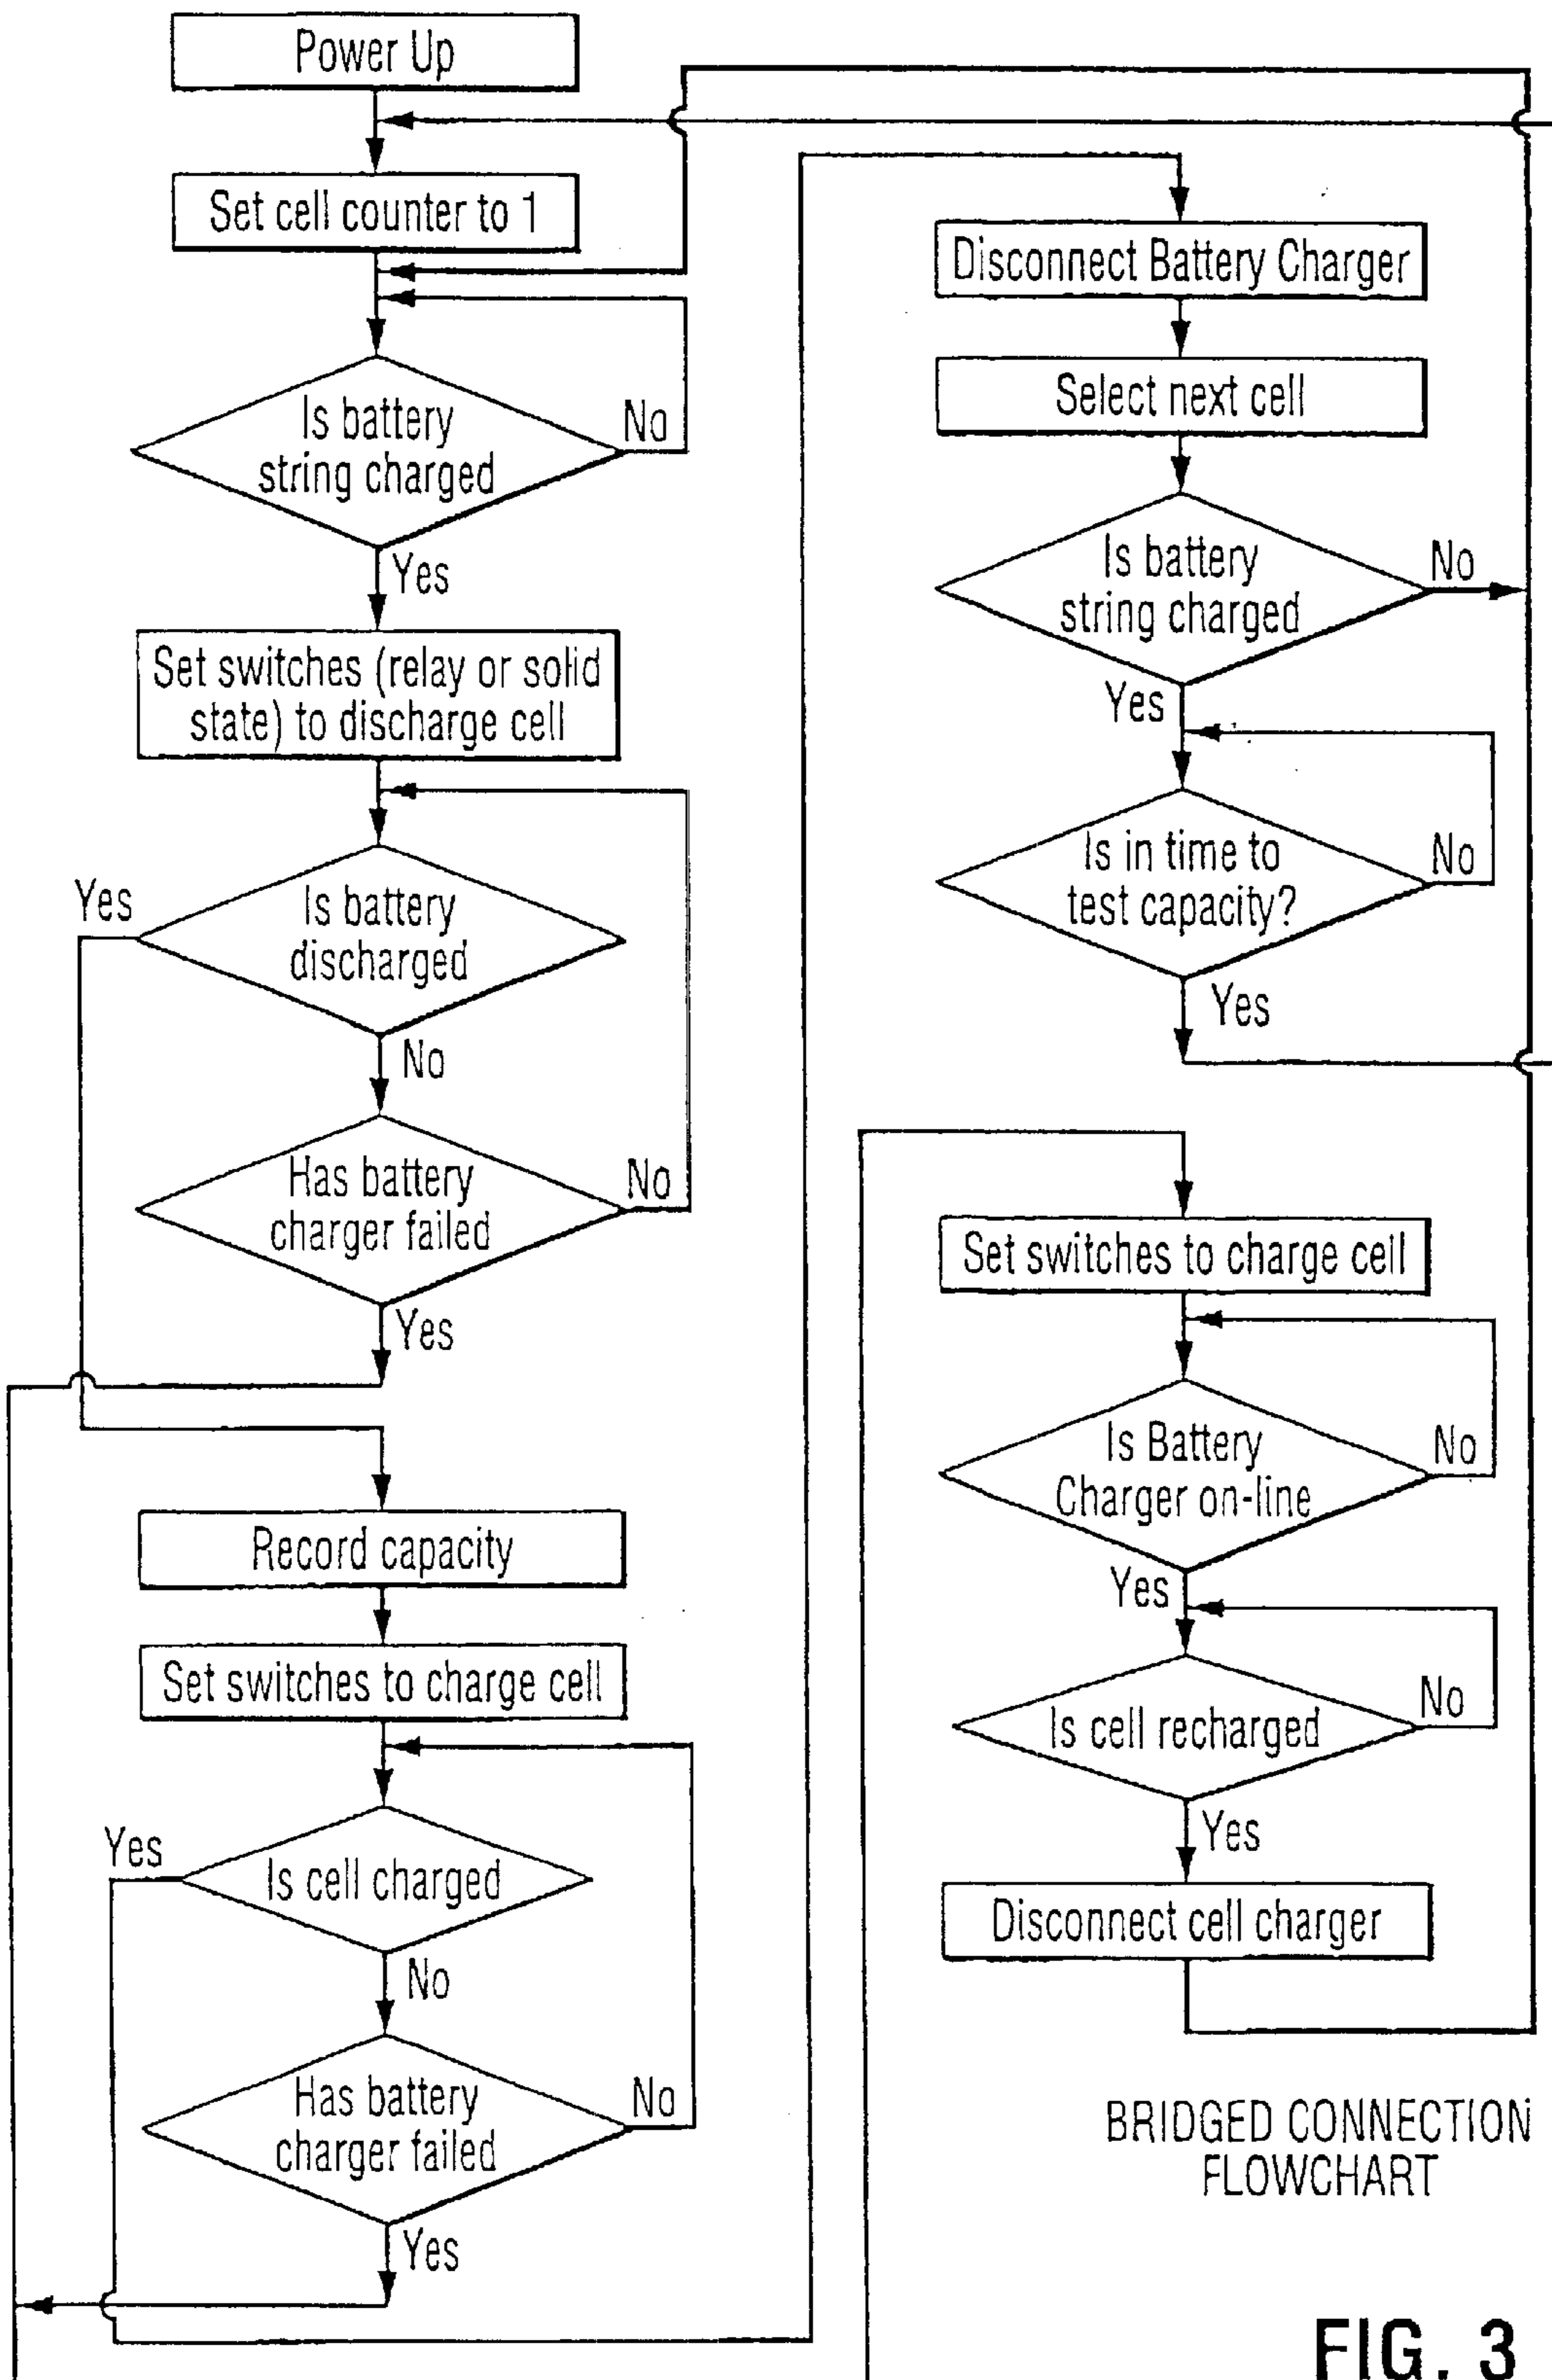 Power Up
Set cell counter to 1
Is battery
string charged
No
Yes
Set switches (relay or solid
state) to discharge cell
Is battery
discharged
Yes
No
Has battery
charger failed
No
Yes
Record capacity
Set switches to charge cell
Is cell charged
Yes
No
Has battery
charger failed
No
Yes
Disconnect Battery Charger
Select next cell
Is battery
string charged
No
Yes
Is in time to
test capacity?
No
Yes
Set switches to charge cell
Is Battery
Charger on-line
No
Yes
Is cell recharged
No
Yes
Disconnect cell charger
BRIDGED CONNECTION
FLOWCHART
FIG. 3